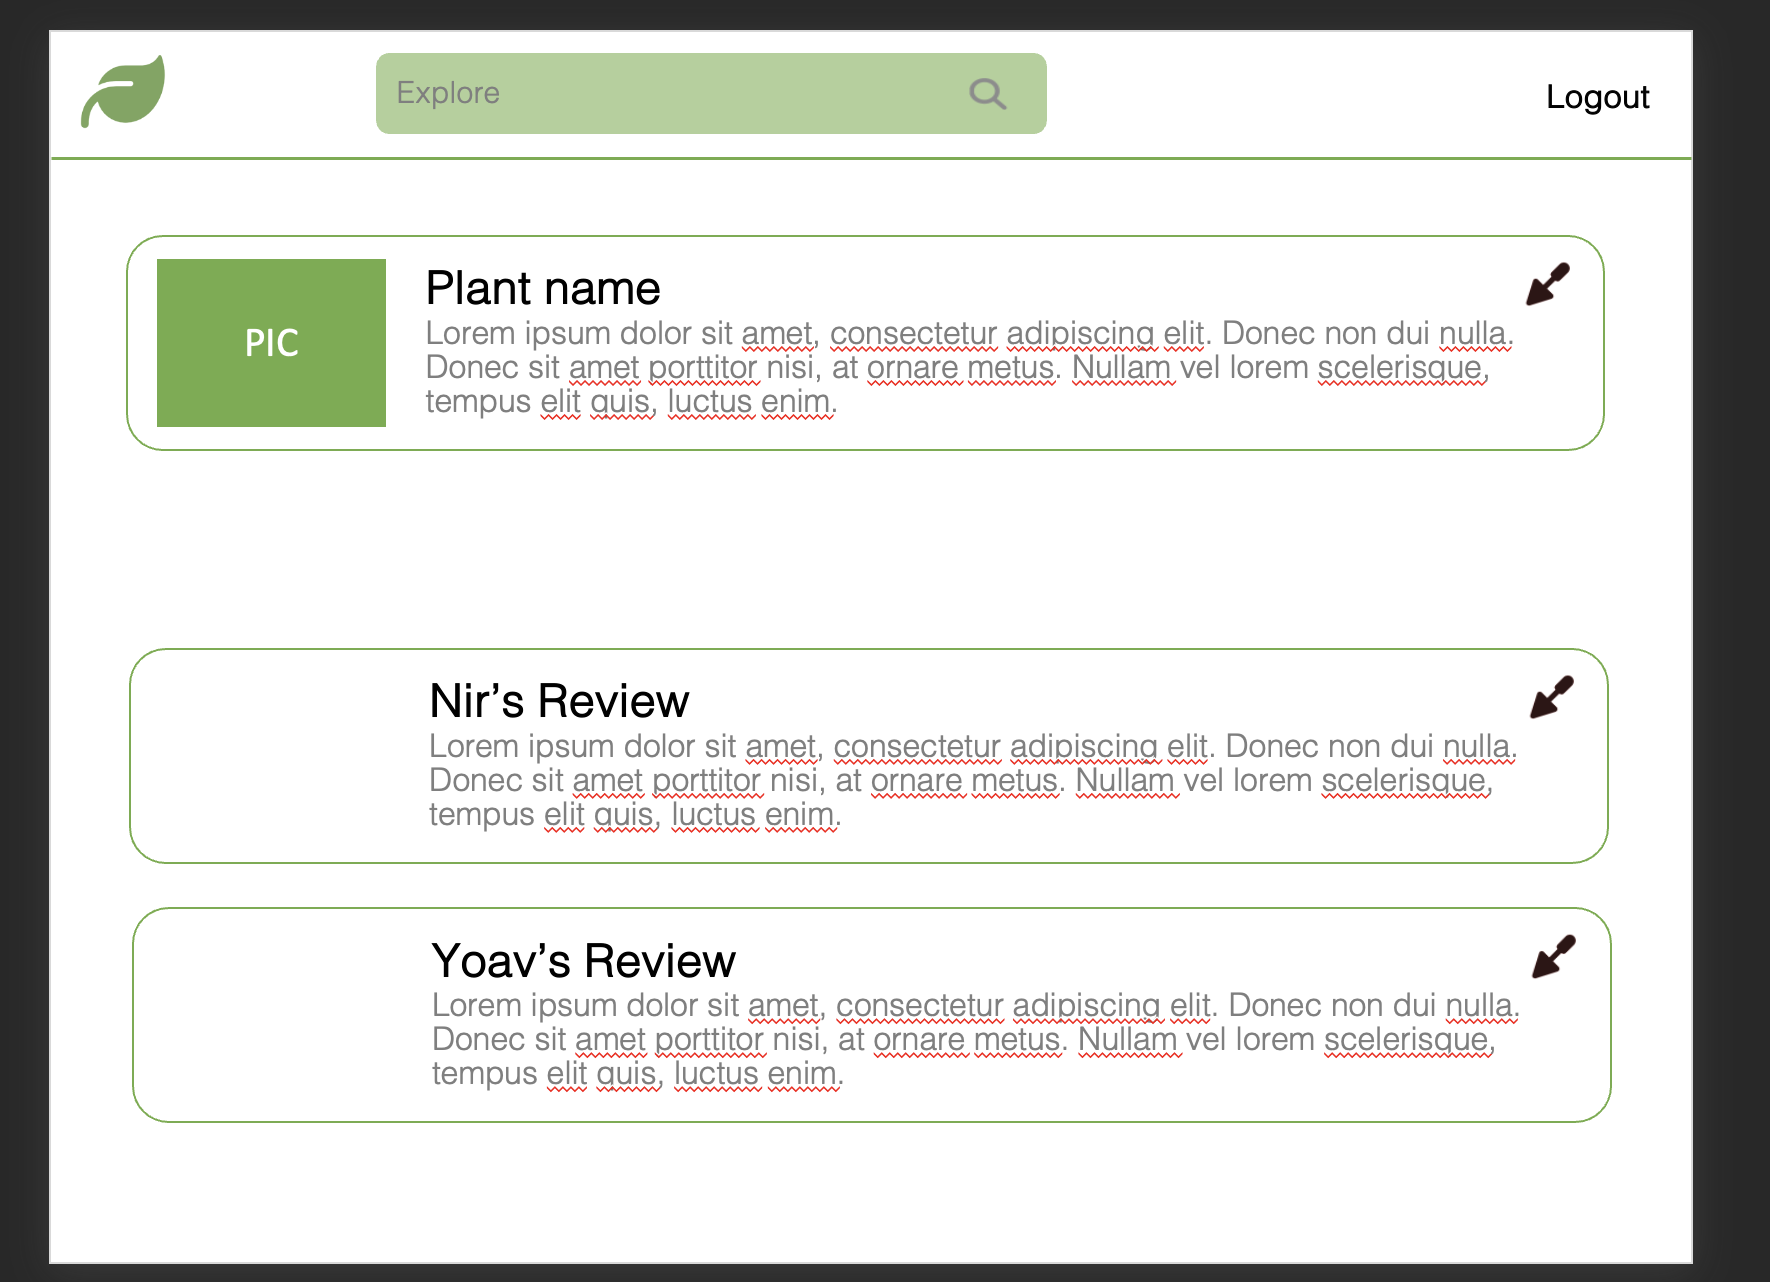 Explore
Logout
PIC
Plant name
Lorem ipsum dolor sit amet, consectetur adipiscing elit. Donec non dui nulla.
Donec sit amet porttitor nisi, at ornare metus. Nullam vel lorem scelerisque,
tempus elit quis, luctus enim.
Nir’s Review
Lorem ipsum dolor sit amet, consectetur adipiscing elit. Donec non dui nulla.
Donec sit amet porttitor nisi, at ornare metus. Nullam vel lorem scelerisque,
tempus elit quis, luctus enim.
Yoav’s Review
Lorem ipsum dolor sit amet, consectetur adipiscing elit. Donec non dui nulla.
Donec sit amet porttitor nisi, at ornare metus. Nullam vel lorem scelerisque,
tempus elit quis, luctus enim.